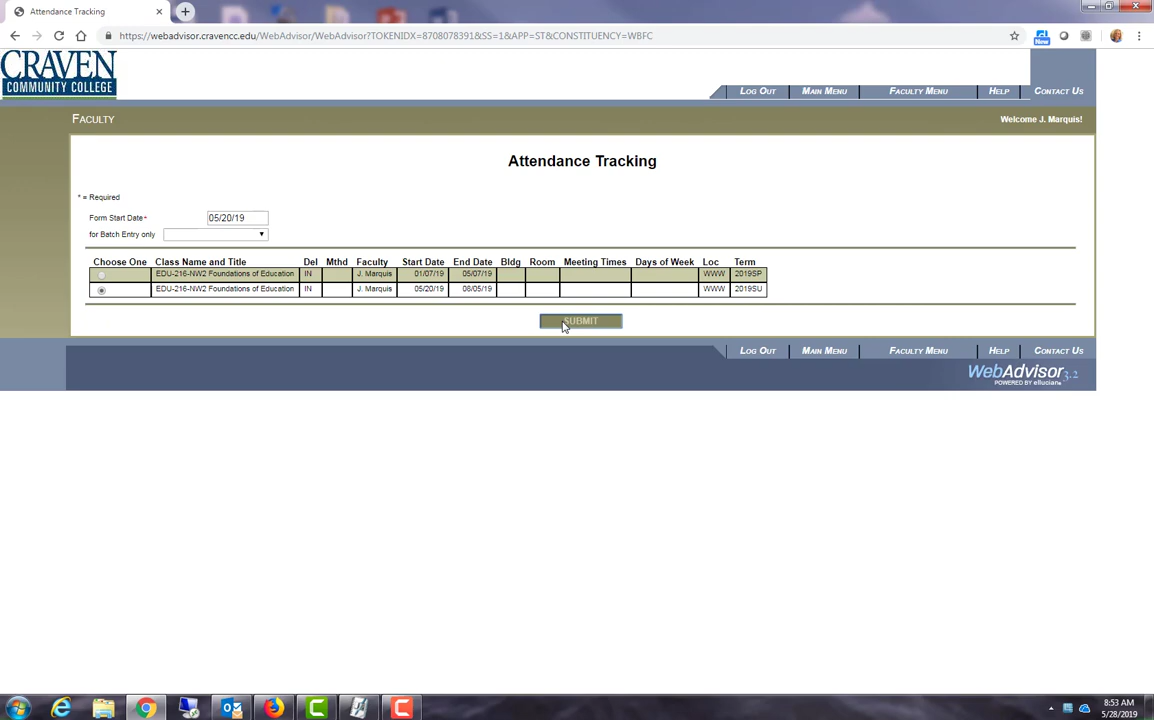 Attendance Tracking
https://webadvisor.cravencc.edu/WebAdvisor/WebAdvisor?TOKENIDX=8708078391&SS=1&APP=ST&CONSTITUENCY=WBFC
New
CRAVEN
COMMUNITY COLLEGE
LOG OUT MAIN MENU FACULTY MENU HELP CONTACT US
FACULTY
Welcome J. Marquis!
Attendance Tracking
* = Required
Form Start Date* 05/20/19
for Batch Entry only
Choose One Class Name and Title Del Mthd Faculty Start Date End Date Bldg Room Meeting Times Days of Week Loc Term
EDU-216-NW2 Foundations of Education IN J. Marquis 01/07/19 05/07/19 WWW 2019SP
EDU-216-NW2 Foundations of Education IN J. Marquis 05/20/19 08/05/19 WWW 2019SU
SUBMIT
LOG OUT MAIN MENU FACULTY MENU HELP CONTACT US
WebAdvisor 3.2
POWERED BY ellucian
8:53 AM
5/28/2019